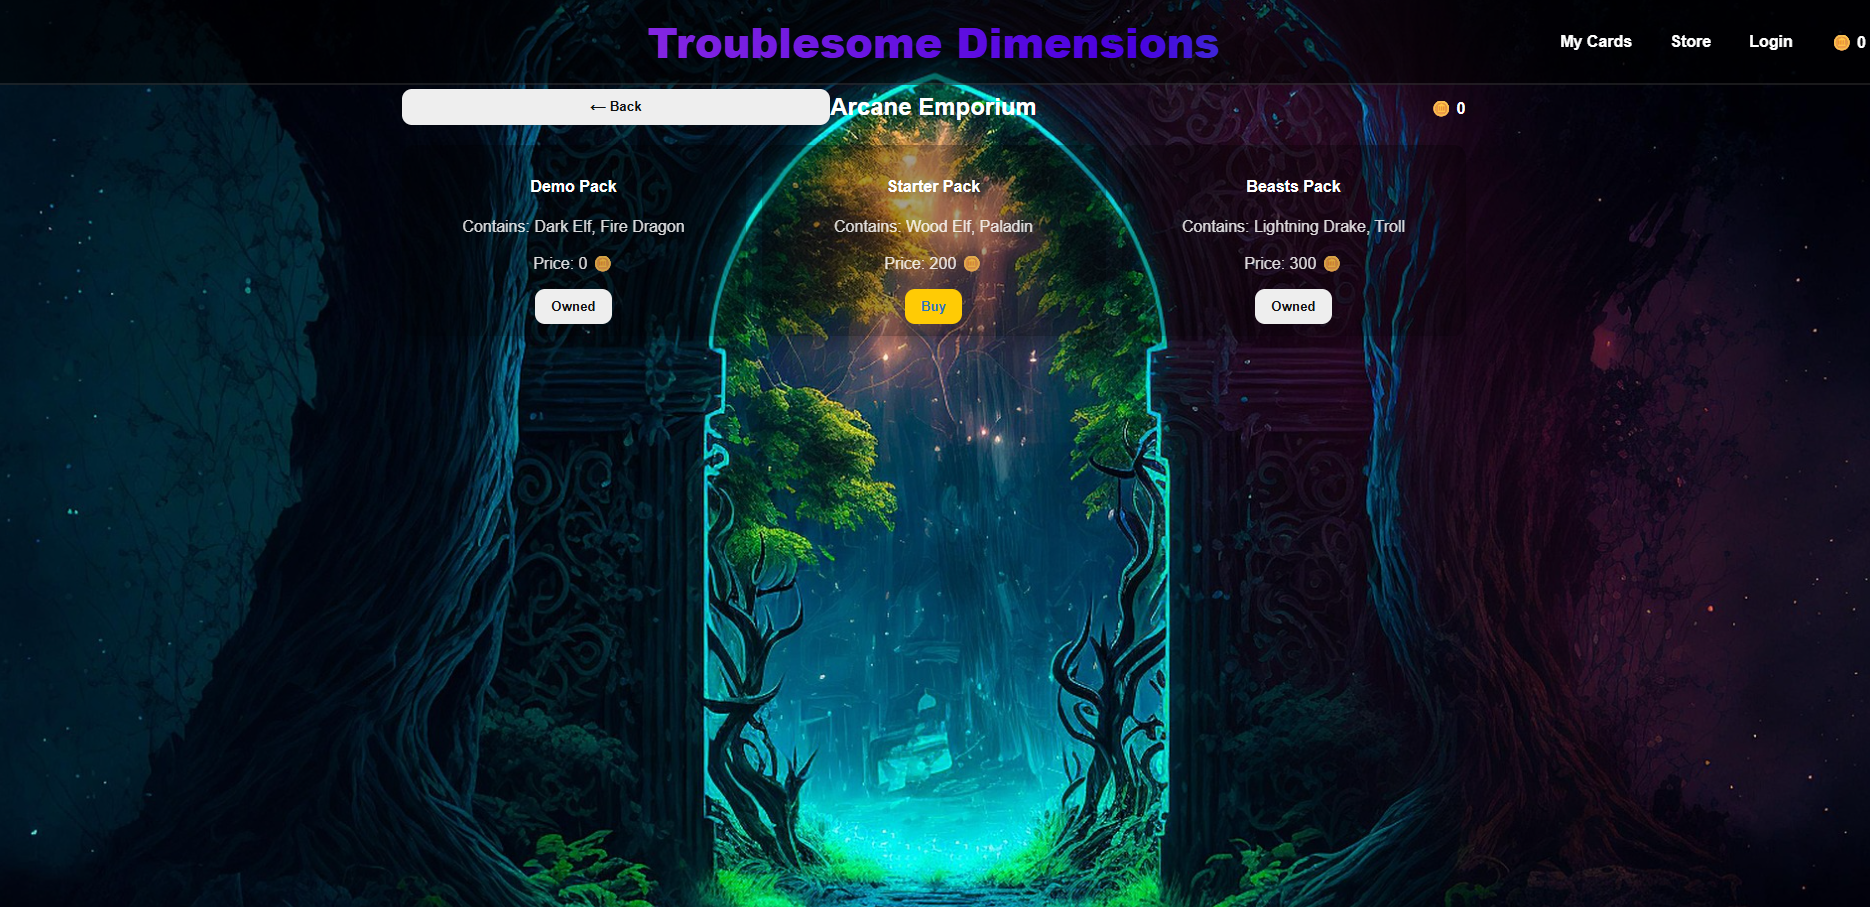 Troublesome Dimensions
My Cards Store Login 0
← Back
Arcane Emporium
0
Demo Pack
Contains: Dark Elf, Fire Dragon
Price: 0
Owned
Starter Pack
Contains: Wood Elf, Paladin
Price: 200
Buy
Beasts Pack
Contains: Lightning Drake, Troll
Price: 300
Owned